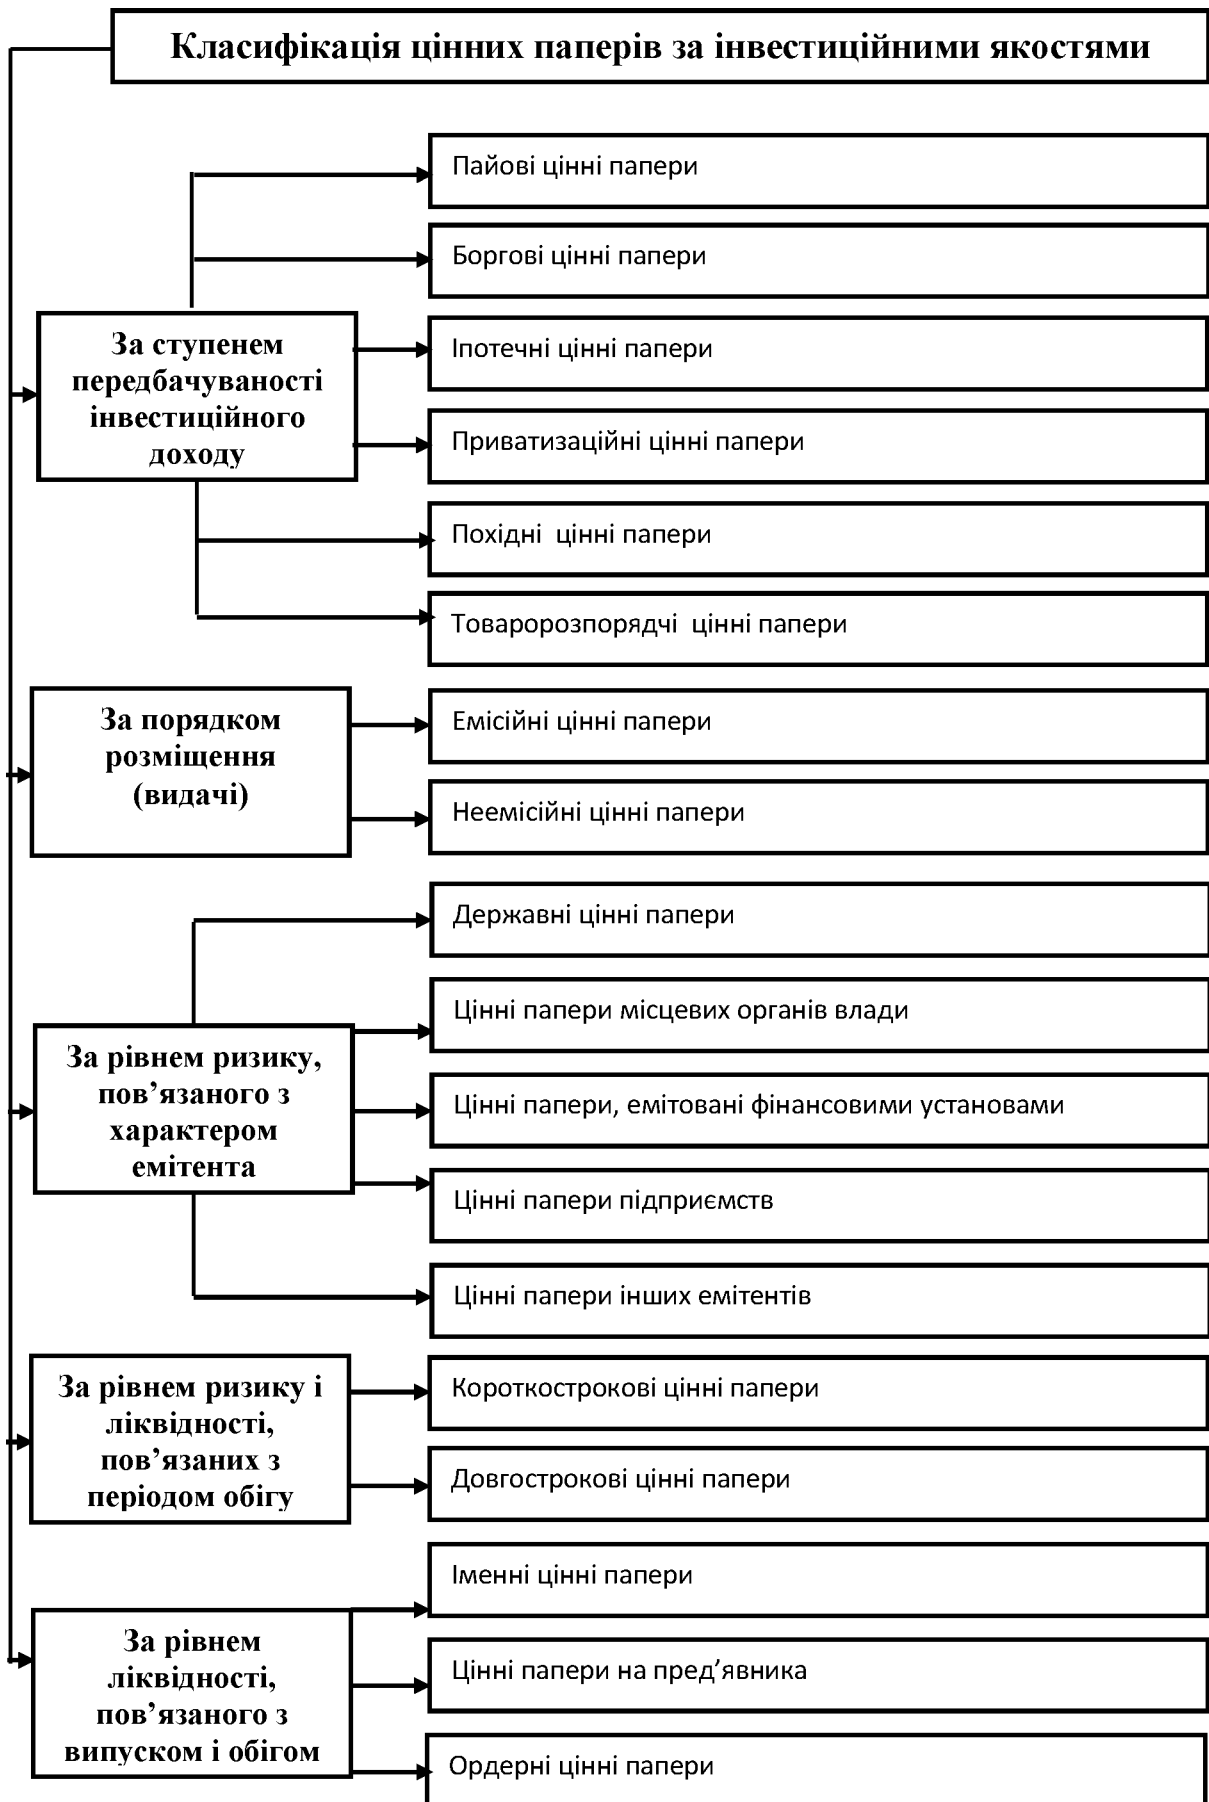 Класифікація цінних паперів за інвестиційними якостями
Пайові цінні папери
Боргові цінні папери
За ступенем
передбачуваності
інвестиційного
доходу
Іпотечні цінні папери
Приватизаційні цінні папери
Похідні цінні папери
Товаророзпорядчі цінні папери
За порядком
розміщення
(видачі)
Емісійні цінні папери
Неемісійні цінні папери
Державні цінні папери
Цінні папери місцевих органів влади
За рівнем ризику,
пов’язаного з
характером
емітента
Цінні папери, емітовані фінансовими установами
Цінні папери підприємств
Цінні папери інших емітентів
За рівнем ризику і
ліквідності,
пов’язаних з
періодом обігу
Короткострокові цінні папери
Довгострокові цінні папери
Іменні цінні папери
За рівнем
ліквідності,
пов’язаного з
випуском і обігом
Цінні папери на пред’явника
Ордерні цінні папери